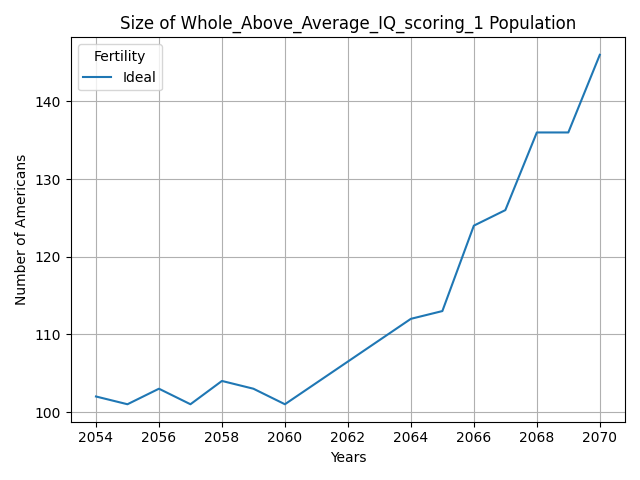 Size of Whole_Above_Average_IQ_scoring_1 Population
Fertility
Ideal
Number of Americans
140
130
120
110
100
2054 2056 2058 2060 2062 2064 2066 2068 2070
Years